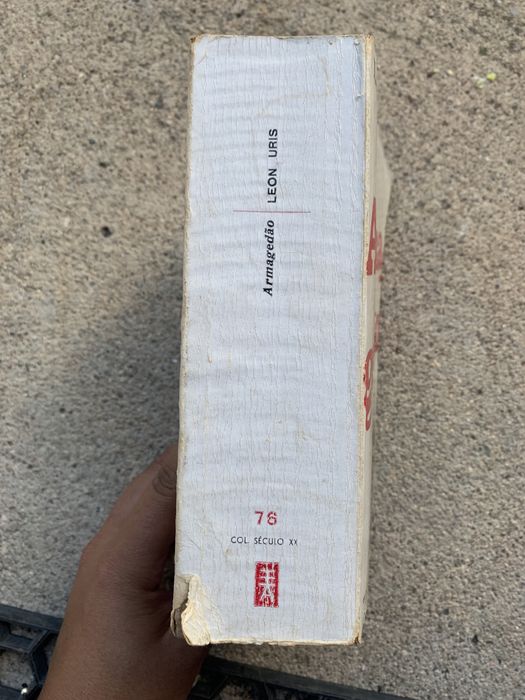 Armagedão | LEON URIS
76
COL. SÉCULO XX